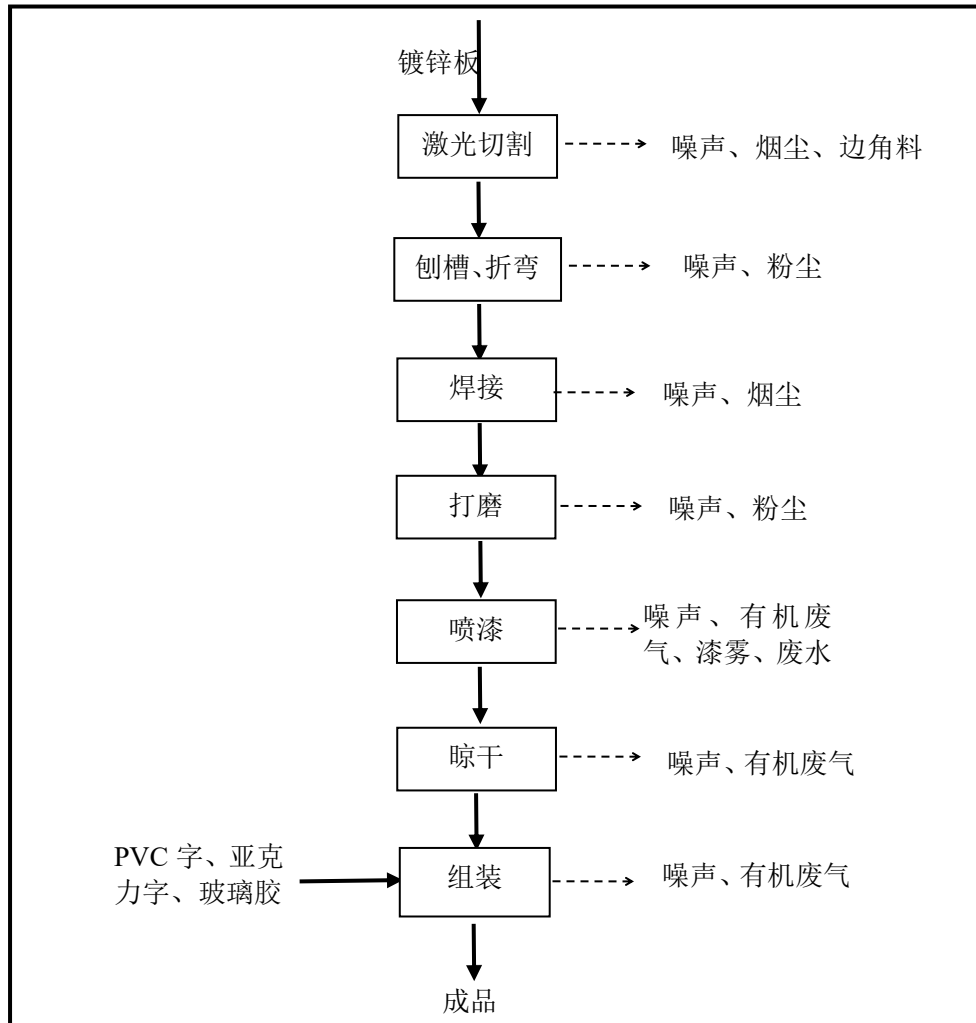 镀锌板
激光切割
噪声、烟尘、边角料
刨槽、折弯
噪声、粉尘
焊接
噪声、烟尘
打磨
噪声、粉尘
喷漆
噪声、有机废
气、漆雾、废水
晾干
噪声、有机废气
PVC 字、亚克
力字、玻璃胶
组装
噪声、有机废气
成品